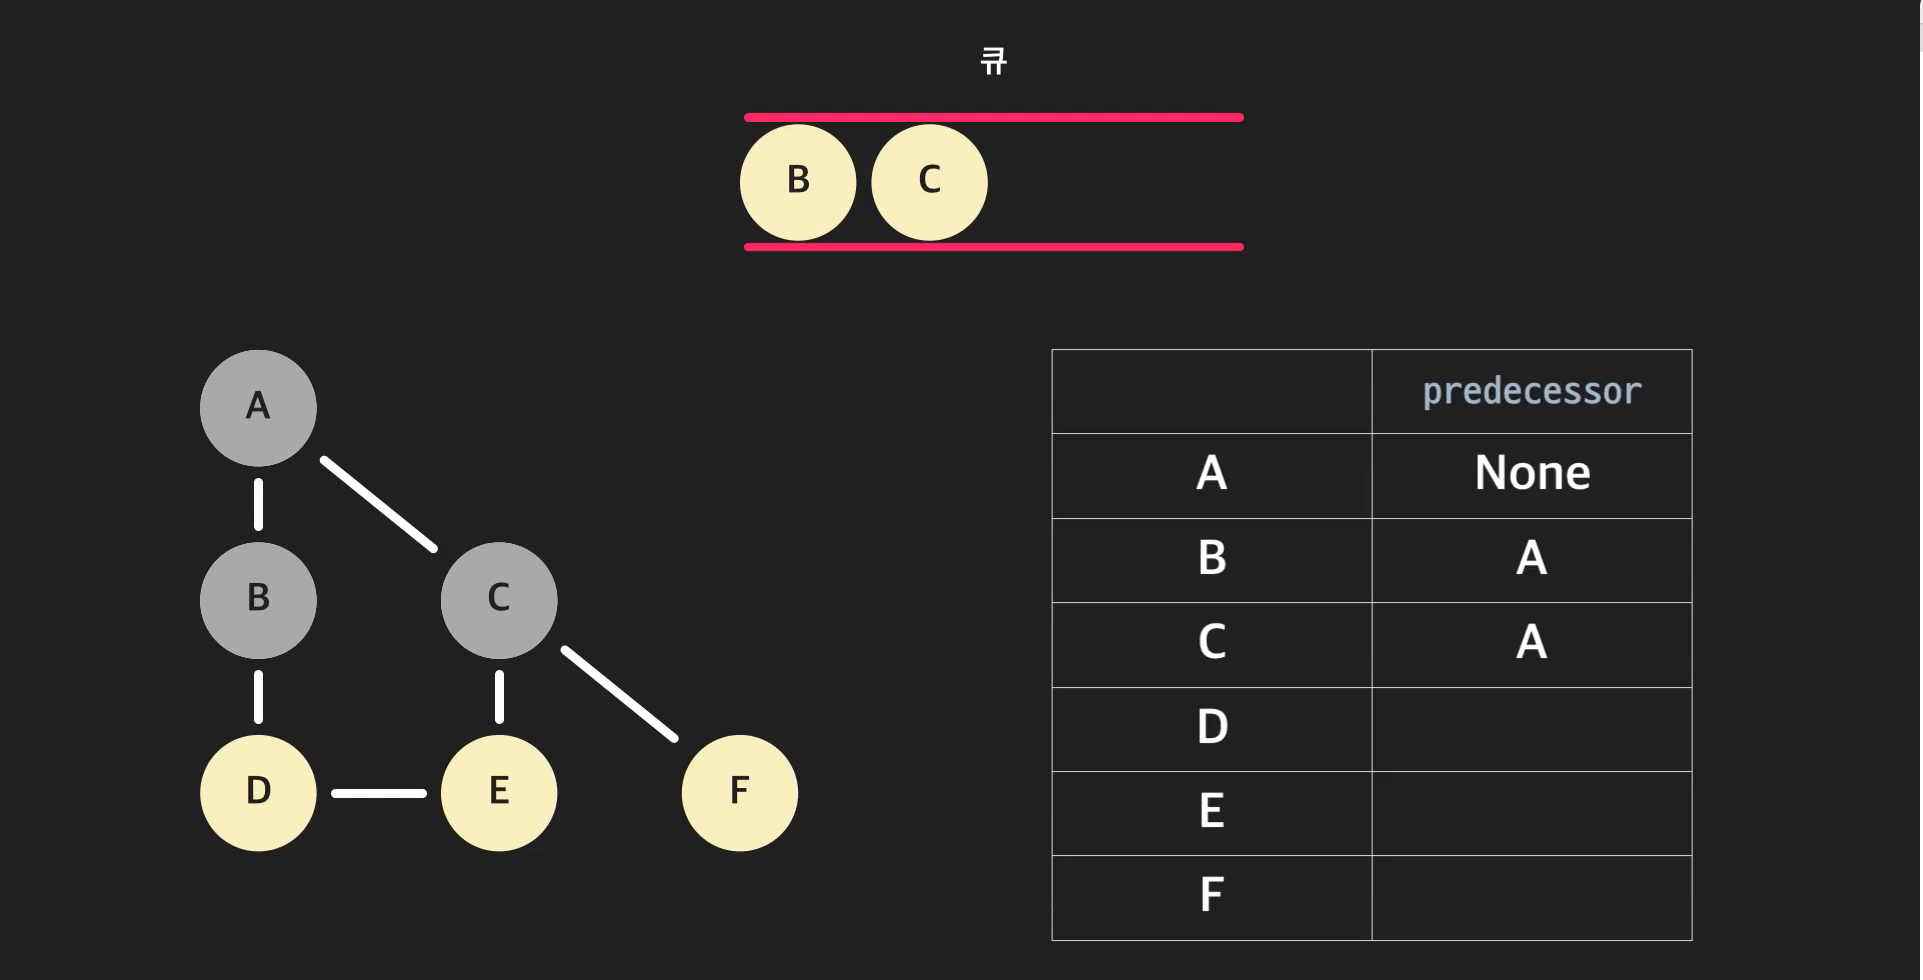 큐
B C
A
B C
D E F
predecessor
A None
B A
C A
D
E
F